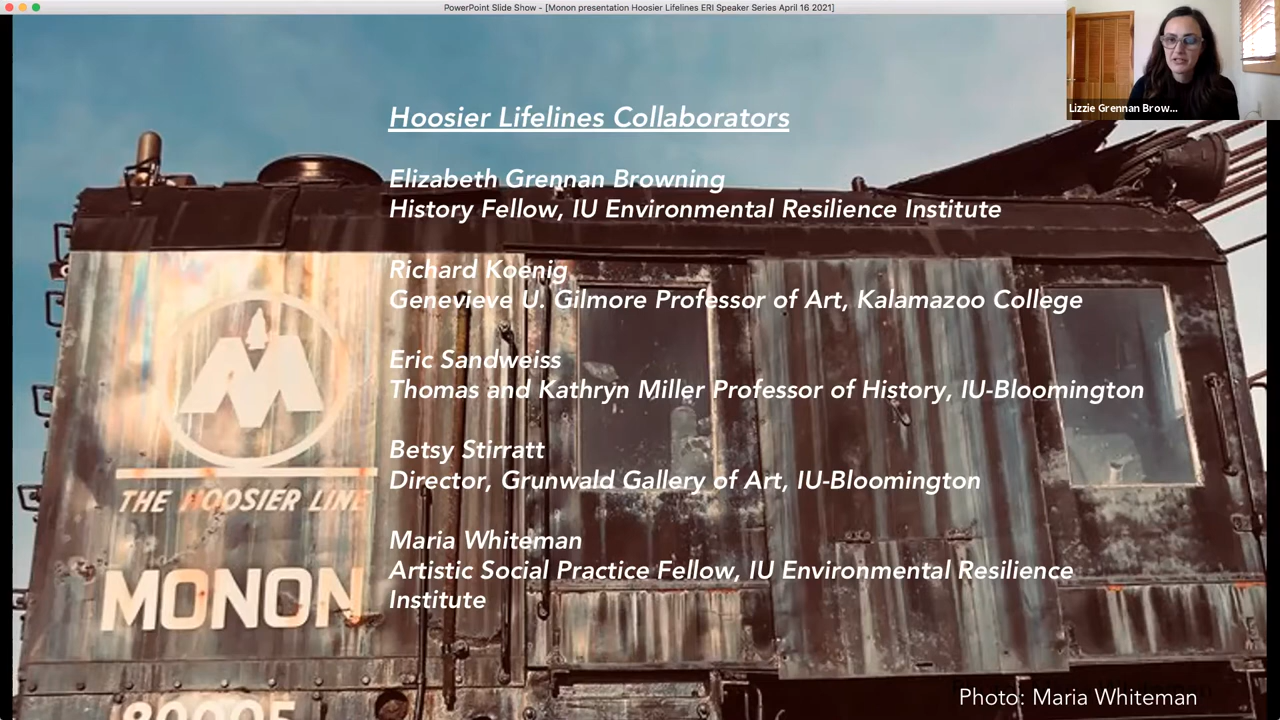 PowerPoint Slide Show - [Monon presentation Hoosier Lifelines ERI Speaker Series April 16 2021]
Lizzie Grennan Brow...
Hoosier Lifelines Collaborators
Elizabeth Grennan Browning
History Fellow, IU Environmental Resilience Institute
Richard Koenig
Genevieve U. Gilmore Professor of Art, Kalamazoo College
Eric Sandweiss
Thomas and Kathryn Miller Professor of History, IU-Bloomington
Betsy Stirratt
Director, Grunwald Gallery of Art, IU-Bloomington
Maria Whiteman
Artistic Social Practice Fellow, IU Environmental Resilience
Institute
M
THE HOOSIER LINE
MONON
80005
Photo: Maria Whiteman